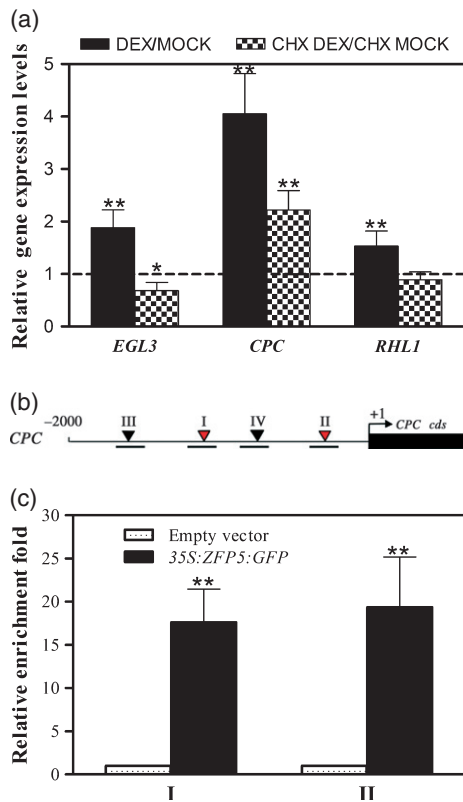 (a)
DEX/MOCK CHX DEX/CHX MOCK
Relative gene expression levels
5
4
3
2
1
0
** * ** ** **
EGL3 CPC RHL1
(b)
−2000 III I IV II +1
CPC CPC cds
(c)
Relative enrichment fold
30
25
20
15
10
5
0
Empty vector
35S:ZFP5:GFP
** **
I II